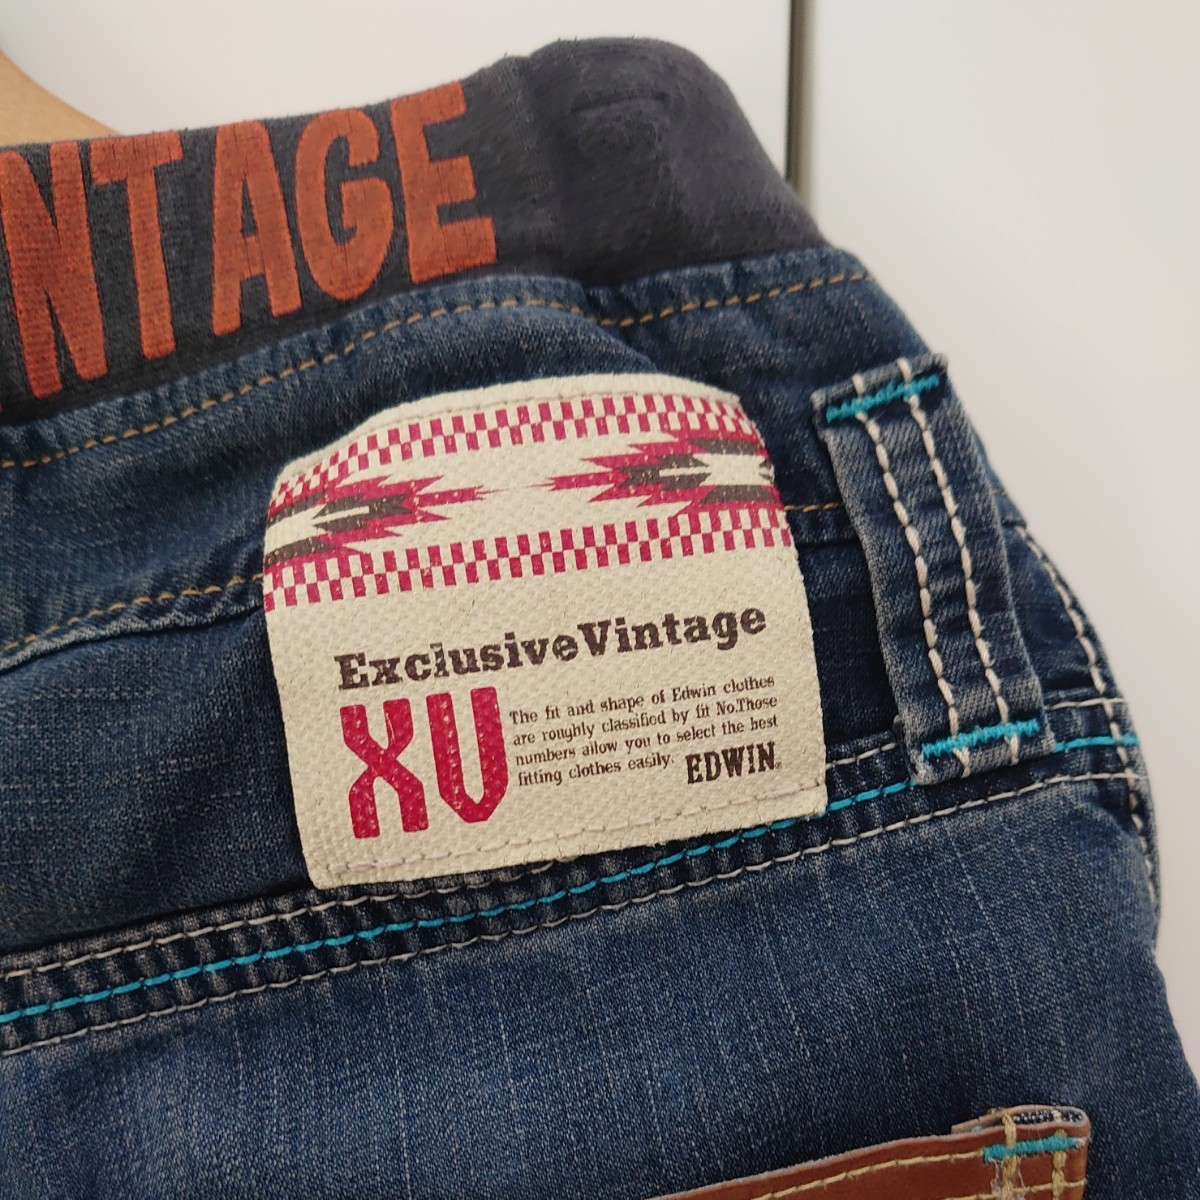 NTAGE
ExclusiveVintage
XV
The fit and shape of Edwin clothes
are roughly classified by fit No.Those
numbers allow you to select the best
fitting clothes easily.
EDWIN